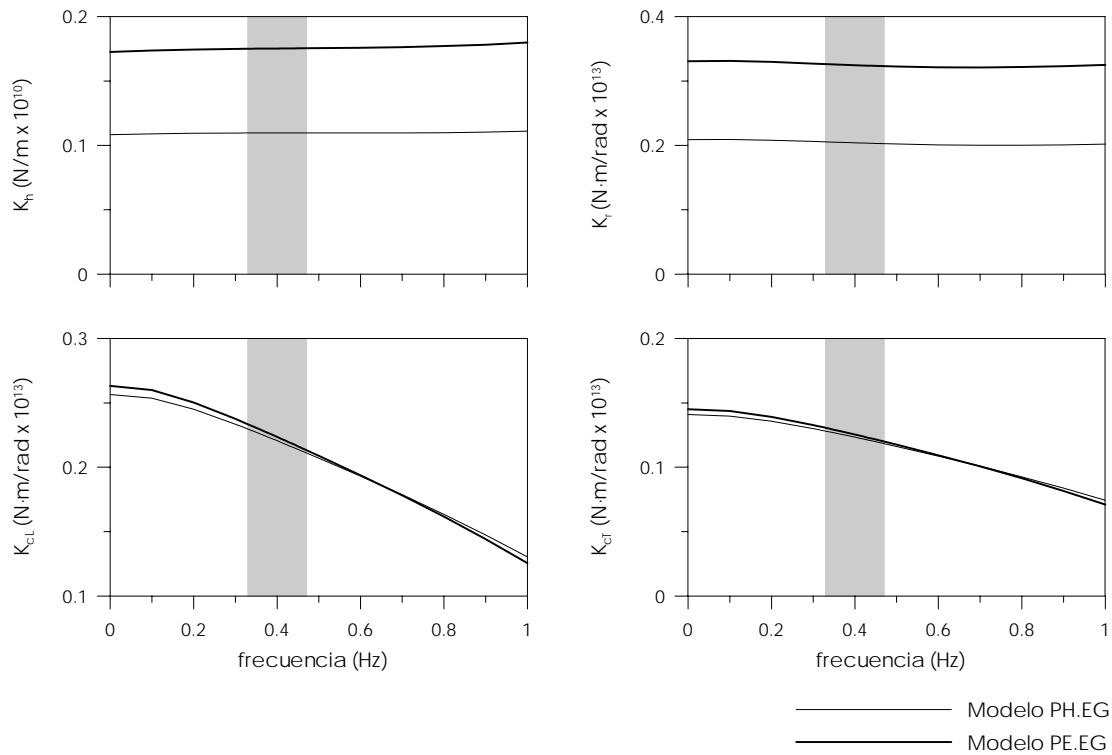 0.2
0.1
0
K_h (N/m x 10^10)
0.4
0.2
0
K_r (N·m/rad x 10^13)
0.3
0.2
0.1
K_cL (N·m/rad x 10^13)
0 0.2 0.4 0.6 0.8 1
frecuencia (Hz)
0.2
0.1
0
K_cT (N·m/rad x 10^13)
0 0.2 0.4 0.6 0.8 1
frecuencia (Hz)
Modelo PH.EG
Modelo PE.EG